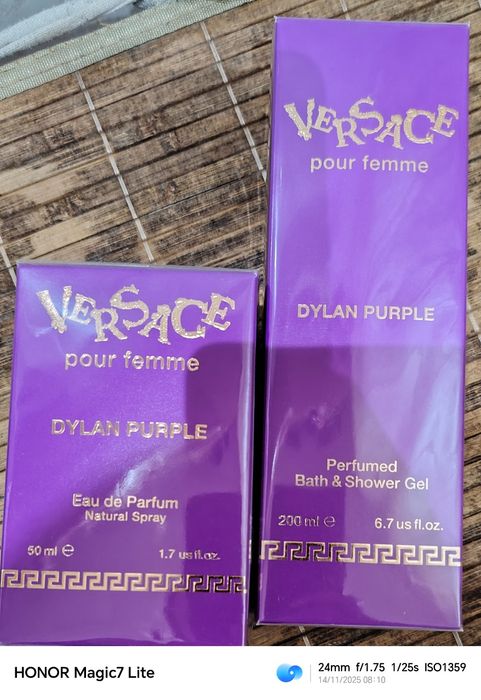 VERSACE
pour femme
DYLAN PURPLE
Eau de Parfum
Natural Spray
50 ml ℮ 1.7 us fl.oz.
VERSACE
pour femme
DYLAN PURPLE
Perfumed
Bath & Shower Gel
200 ml ℮ 6.7 us fl.oz.
HONOR Magic7 Lite
24mm f/1.75 1/25s ISO1359
14/11/2025 08:10